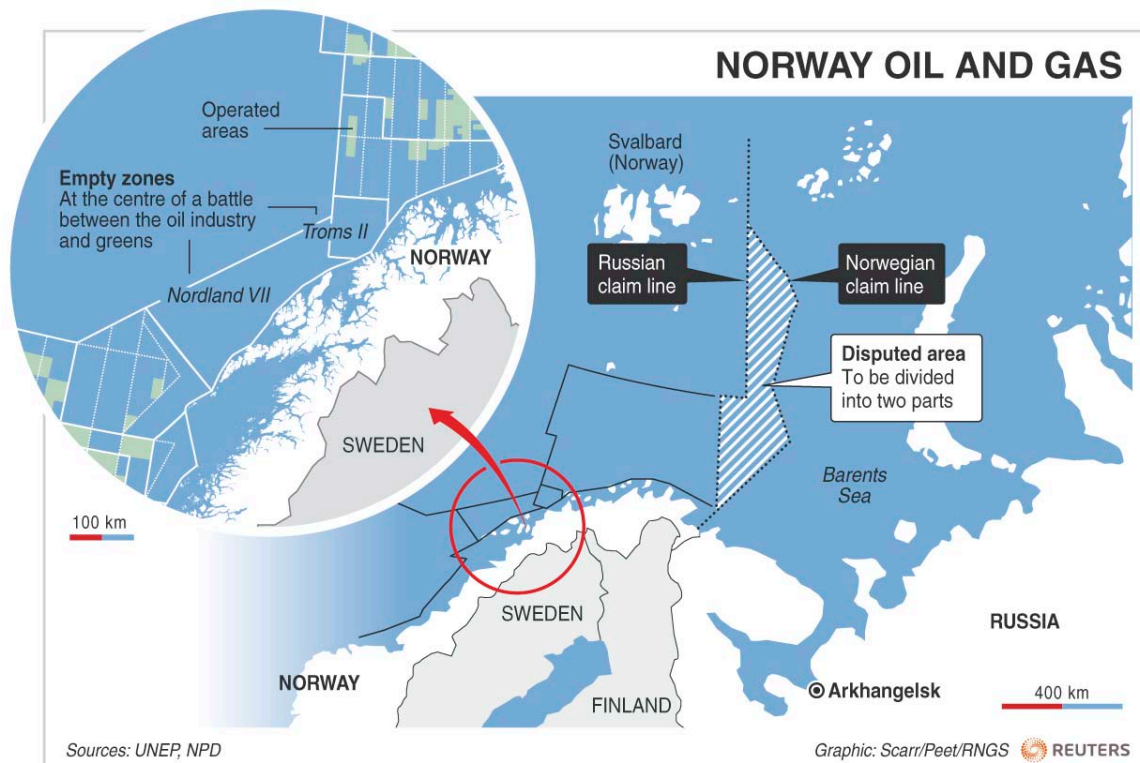 NORWAY OIL AND GAS
Operated
areas
Empty zones
At the centre of a battle
between the oil industry
and greens
Troms II
Nordland VII
NORWAY
SWEDEN
100 km
Svalbard
(Norway)
Russian
claim line
Norwegian
claim line
Disputed area
To be divided
into two parts
Barents
Sea
SWEDEN
NORWAY
FINLAND
RUSSIA
Arkhangelsk
400 km
Sources: UNEP, NPD
Graphic: Scarr/Peet/RNGS REUTERS